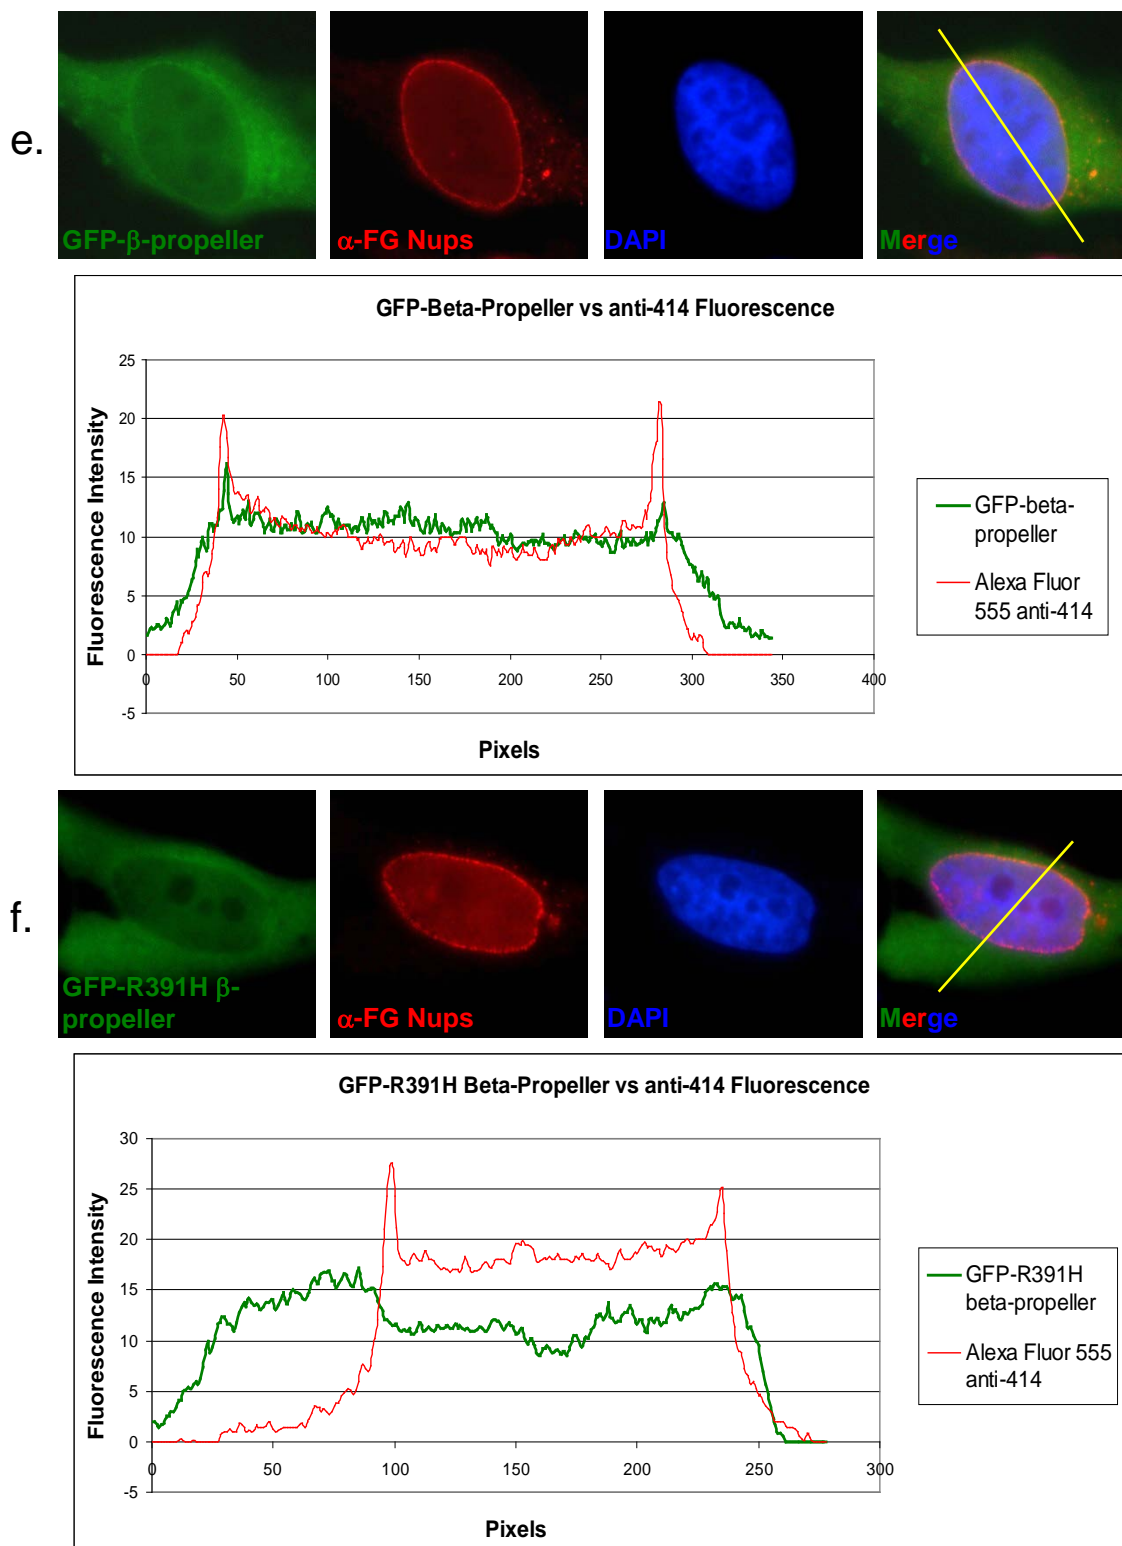 e.
GFP-β-propeller
α-FG Nups
DAPI
Merge
GFP-Beta-Propeller vs anti-414 Fluorescence
Fluorescence Intensity
25
20
15
10
5
0
-5
0 50 100 150 200 250 300 350 400
Pixels
GFP-beta-
propeller
Alexa Fluor
555 anti-414
f.
GFP-R391H β-
propeller
α-FG Nups
DAPI
Merge
GFP-R391H Beta-Propeller vs anti-414 Fluorescence
Fluorescence Intensity
30
25
20
15
10
5
0
-5
0 50 100 150 200 250 300
Pixels
GFP-R391H
beta-propeller
Alexa Fluor 555
anti-414